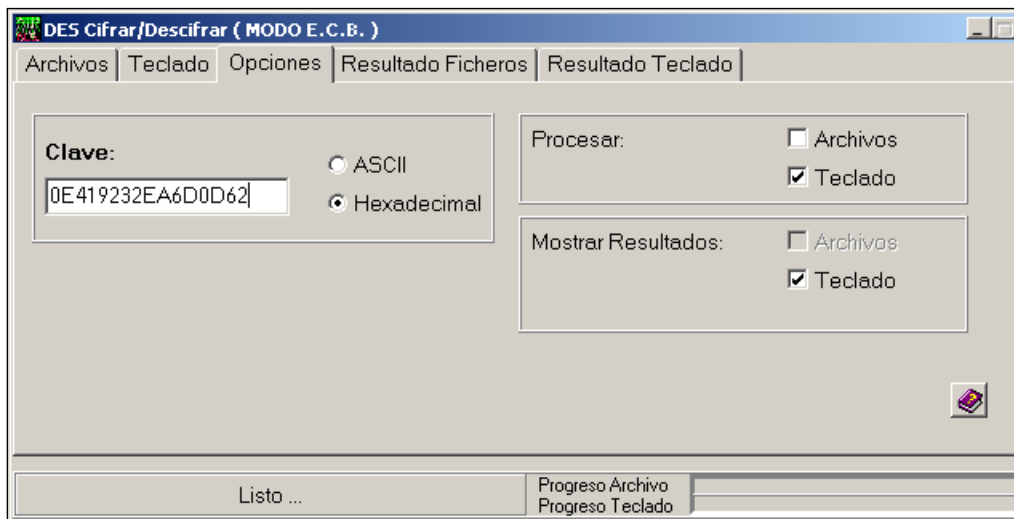 DES Cifrar/Descifrar ( MODO E.C.B. )
Archivos Teclado Opciones Resultado Ficheros Resultado Teclado
Clave:
0E419232EA6D0D62
ASCII
Hexadecimal
Procesar:
Archivos
Teclado
Mostrar Resultados:
Archivos
Teclado
Listo ...
Progreso Archivo
Progreso Teclado